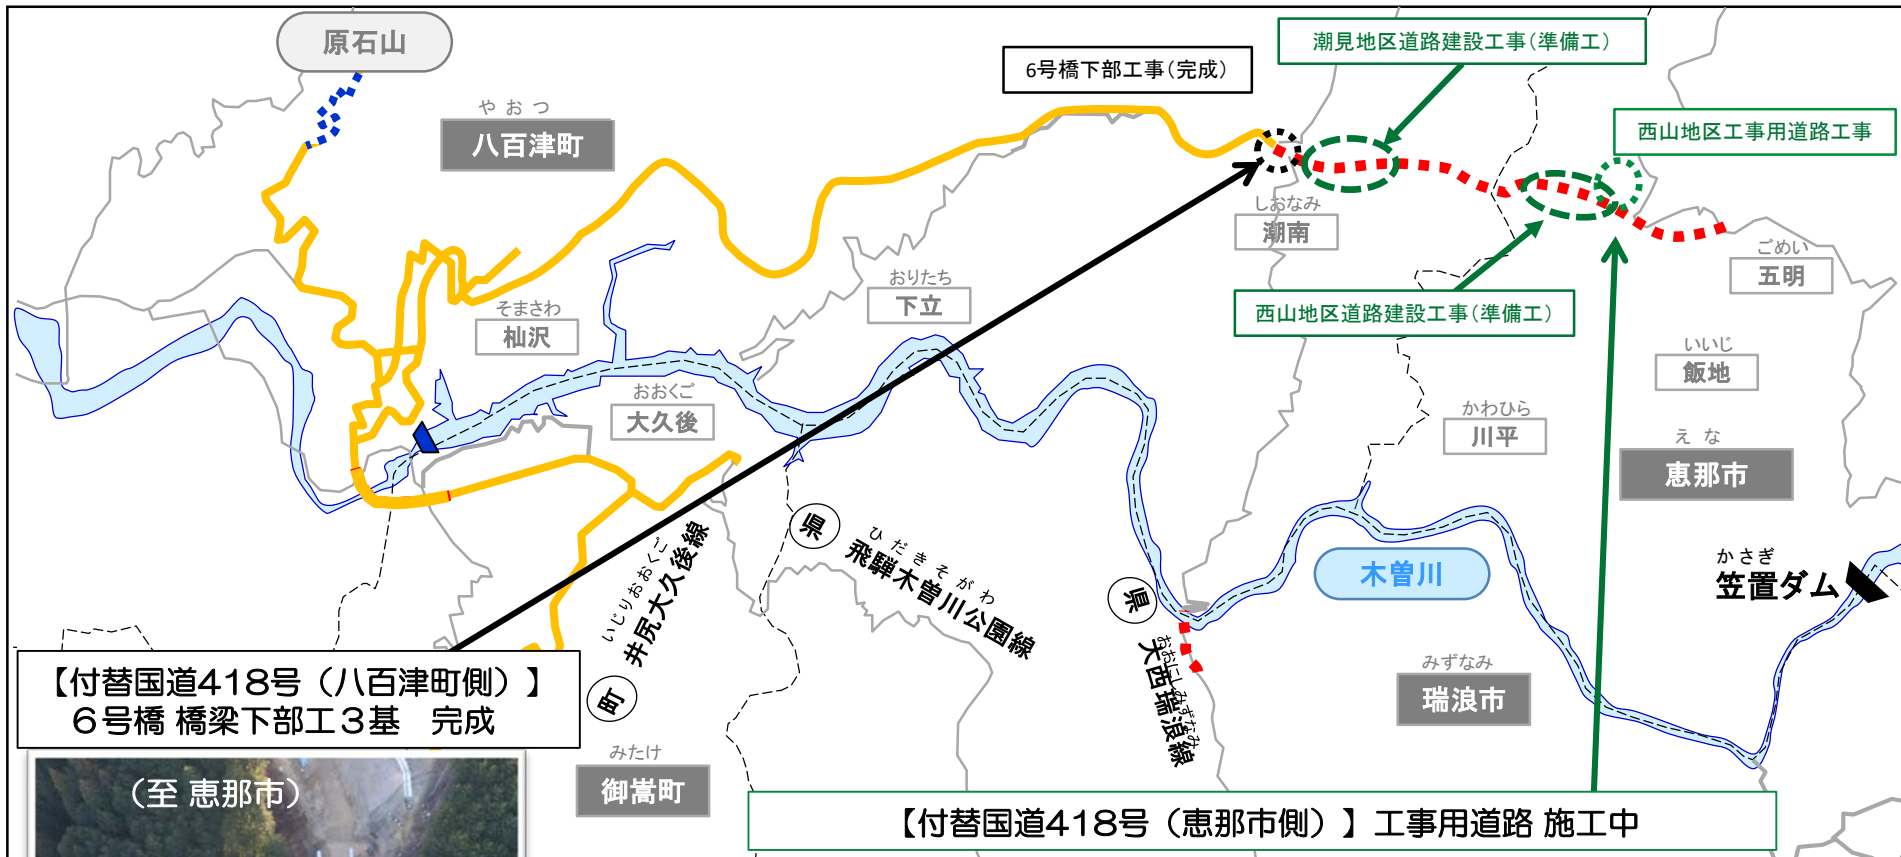 原石山
6号橋下部工事（完成）
潮見地区道路建設工事（準備工）
西山地区工事用道路工事
やおつ
八百津町
しおなみ
潮南
ごめい
五明
西山地区道路建設工事（準備工）
おりたち
下立
そまさわ
杣沢
いいじ
飯地
おおくご
大久後
かわひら
川平
えな
恵那市
県
ひだきそがわ
飛騨木曽川公園線
いじりおおくご
井尻大久後線
町
木曽川
かさぎ
笠置ダム
県
おおにしみずなみ
大西瑞浪線
みずなみ
瑞浪市
【付替国道418号（八百津町側）】
６号橋 橋梁下部工３基　完成
みたけ
御嵩町
（至 恵那市）
【付替国道418号（恵那市側）】工事用道路 施工中